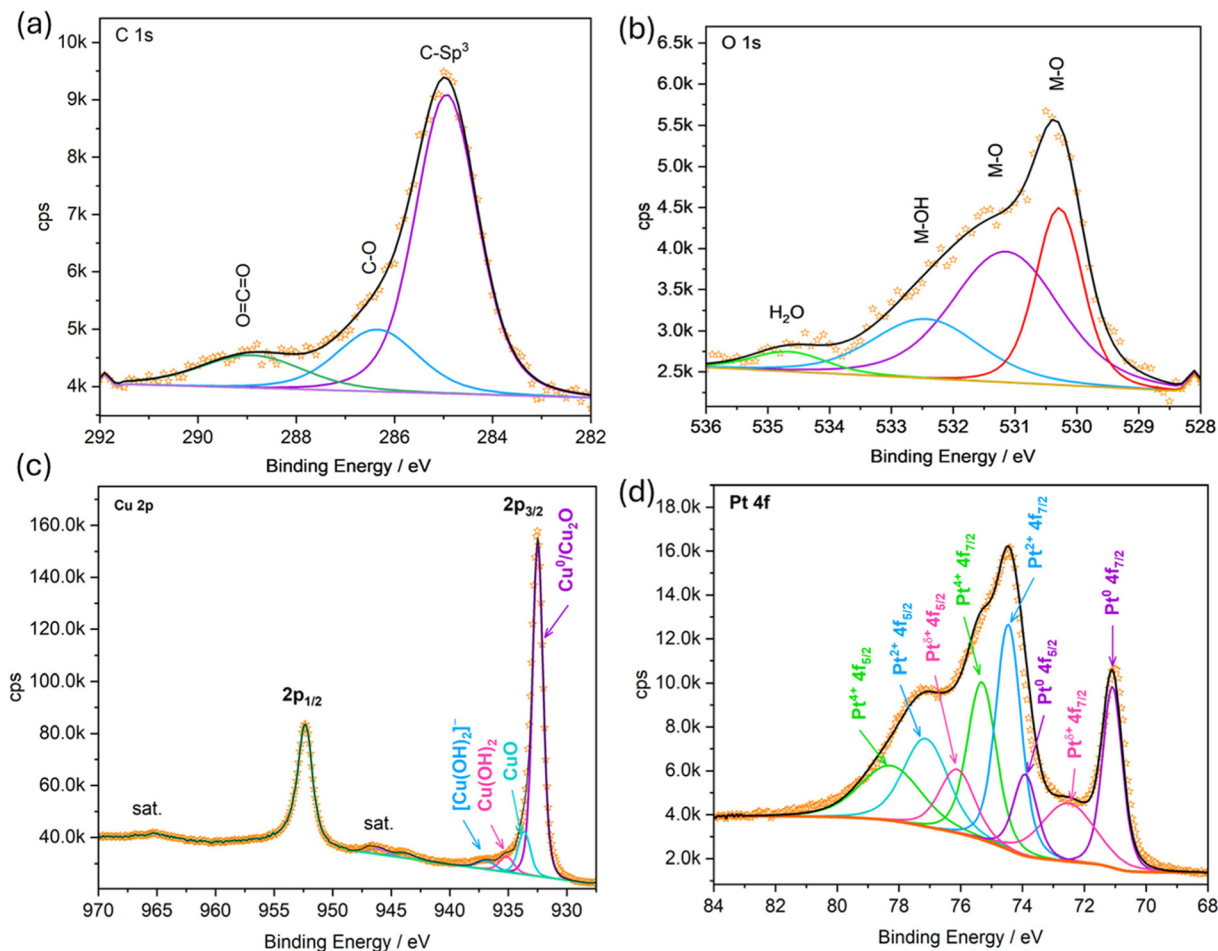 (a)
C 1s
10k
9k
8k
7k
6k
5k
4k
cps
C-Sp³
C-O
O=C=O
292 290 288 286 284 282
Binding Energy / eV
(b)
O 1s
6.5k
6.0k
5.5k
5.0k
4.5k
4.0k
3.5k
3.0k
2.5k
cps
M-O
M-O
M-OH
H₂O
536 535 534 533 532 531 530 529 528
Binding Energy / eV
(c)
Cu 2p
160.0k
140.0k
120.0k
100.0k
80.0k
60.0k
40.0k
cps
2p₃/₂
Cu⁰/Cu₂O
2p₁/₂
[Cu(OH)₂]⁻
Cu(OH)₂
CuO
sat.
sat.
970 965 960 955 950 945 940 935 930
Binding Energy / eV
(d)
Pt 4f
18.0k
16.0k
14.0k
12.0k
10.0k
8.0k
6.0k
4.0k
2.0k
cps
Pt⁴⁺ 4f₅/₂
Pt²⁺ 4f₅/₂
Ptᵟ⁺ 4f₅/₂
Pt⁴⁺ 4f₇/₂
Pt²⁺ 4f₇/₂
Pt⁰ 4f₅/₂
Ptᵟ⁺ 4f₇/₂
Pt⁰ 4f₇/₂
84 82 80 78 76 74 72 70 68
Binding Energy / eV